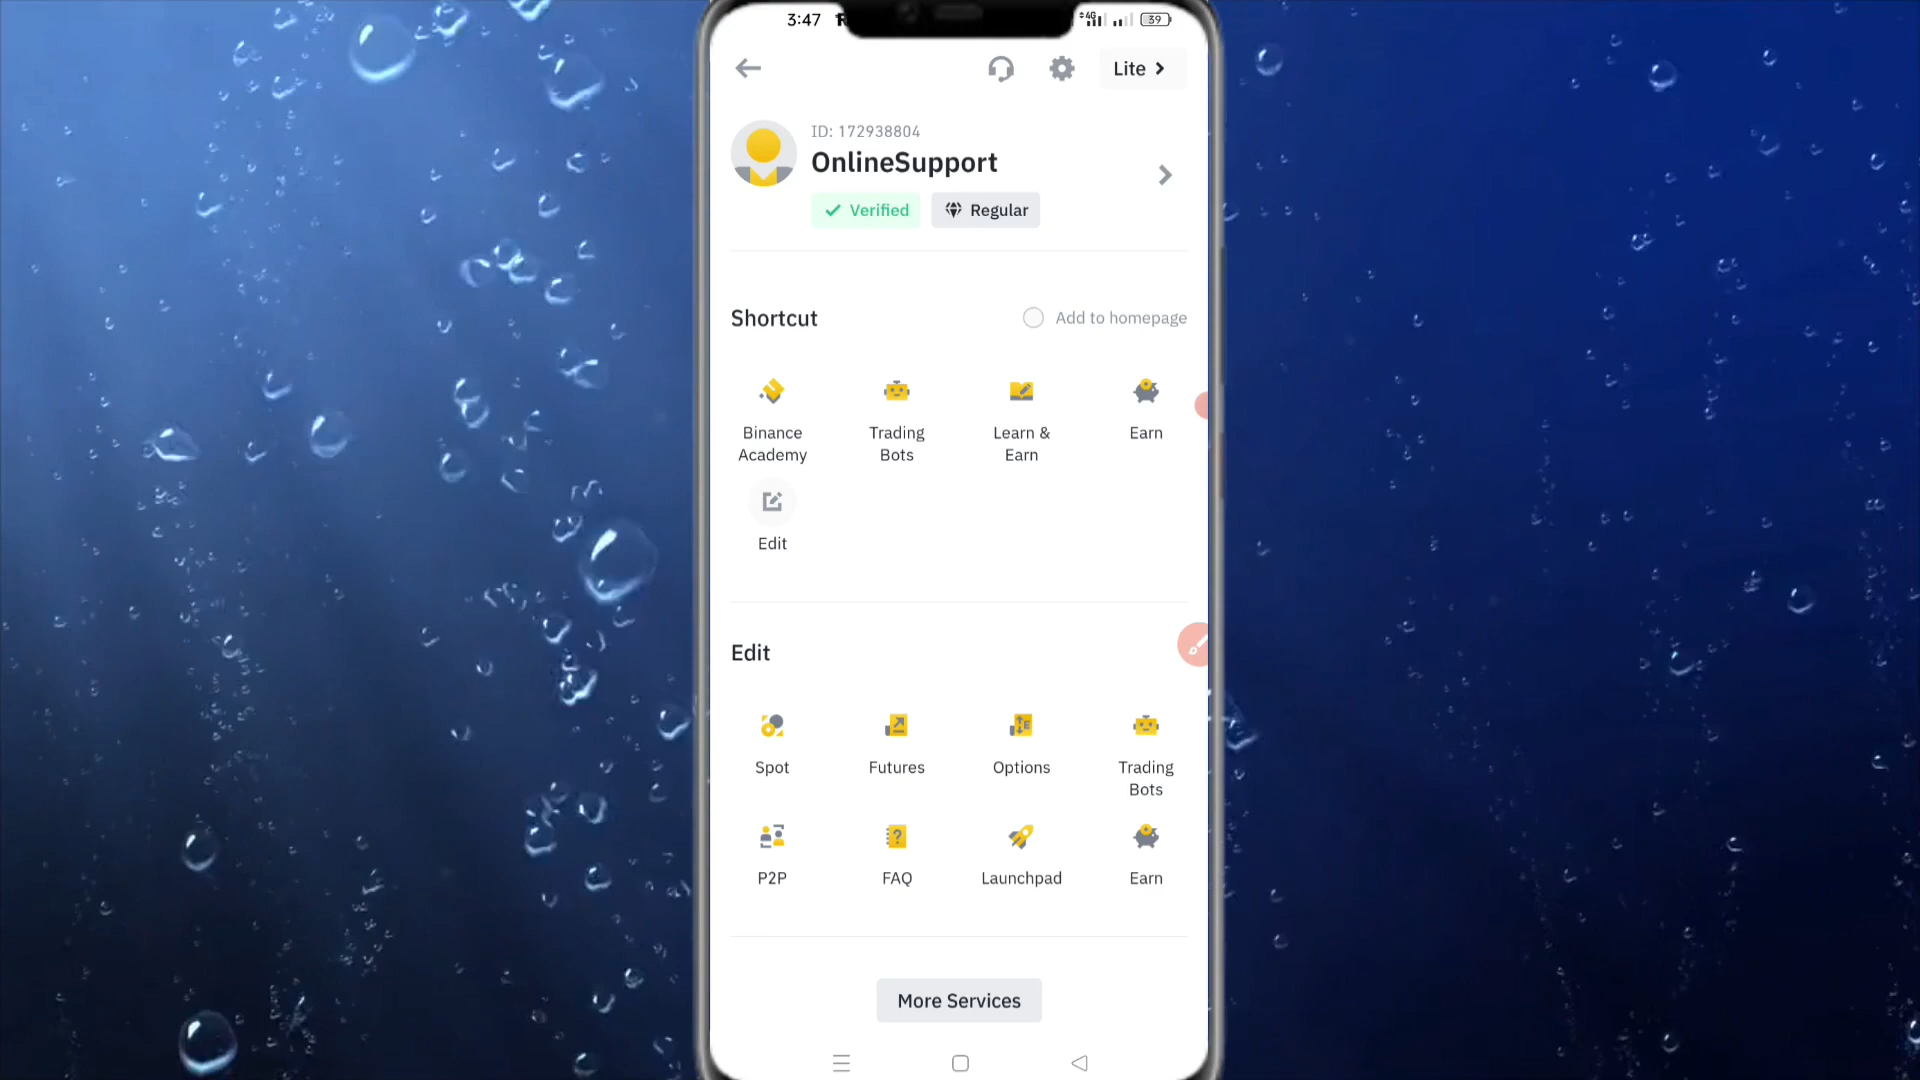 3:47
39
Lite
ID: 172938804
OnlineSupport
Verified
Regular
Shortcut
Add to homepage
Binance Academy
Trading Bots
Learn & Earn
Earn
Edit
Edit
Spot
Futures
Options
Trading Bots
P2P
FAQ
Launchpad
Earn
More Services